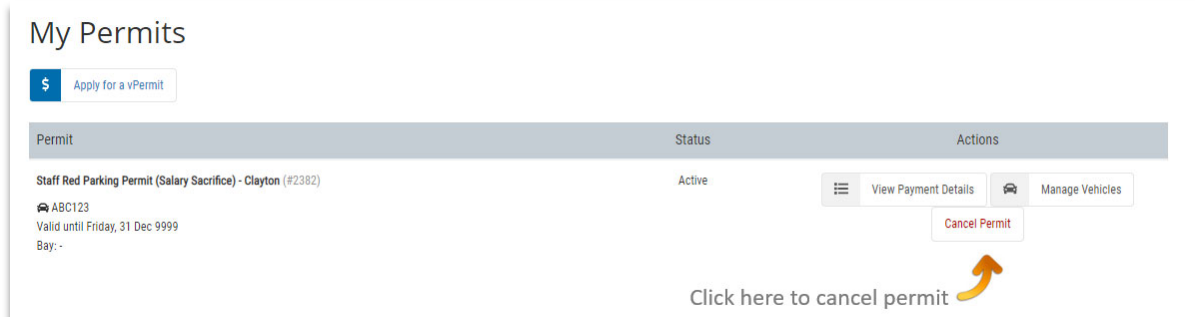 My Permits
$ Apply for a vPermit
Permit Status Actions
Staff Red Parking Permit (Salary Sacrifice) - Clayton (#2382) Active View Payment Details Manage Vehicles
ABC123
Valid until Friday, 31 Dec 9999
Cancel Permit
Bay: -
Click here to cancel permit